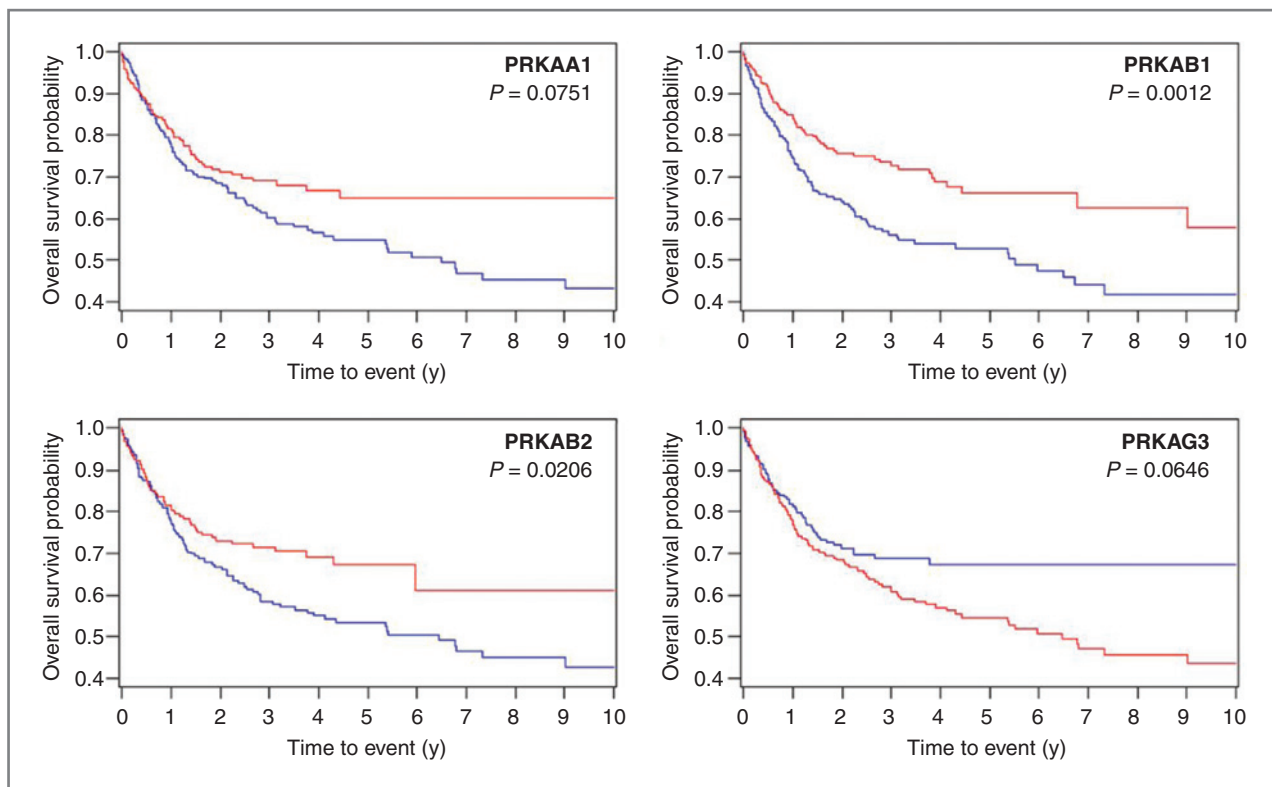 PRKAA1
P = 0.0751
Overall survival probability
1.0
0.9
0.8
0.7
0.6
0.5
0.4
0 1 2 3 4 5 6 7 8 9 10
Time to event (y)
PRKAB1
P = 0.0012
Overall survival probability
1.0
0.9
0.8
0.7
0.6
0.5
0.4
0 1 2 3 4 5 6 7 8 9 10
Time to event (y)
PRKAB2
P = 0.0206
Overall survival probability
1.0
0.9
0.8
0.7
0.6
0.5
0.4
0 1 2 3 4 5 6 7 8 9 10
Time to event (y)
PRKAG3
P = 0.0646
Overall survival probability
1.0
0.9
0.8
0.7
0.6
0.5
0.4
0 1 2 3 4 5 6 7 8 9 10
Time to event (y)